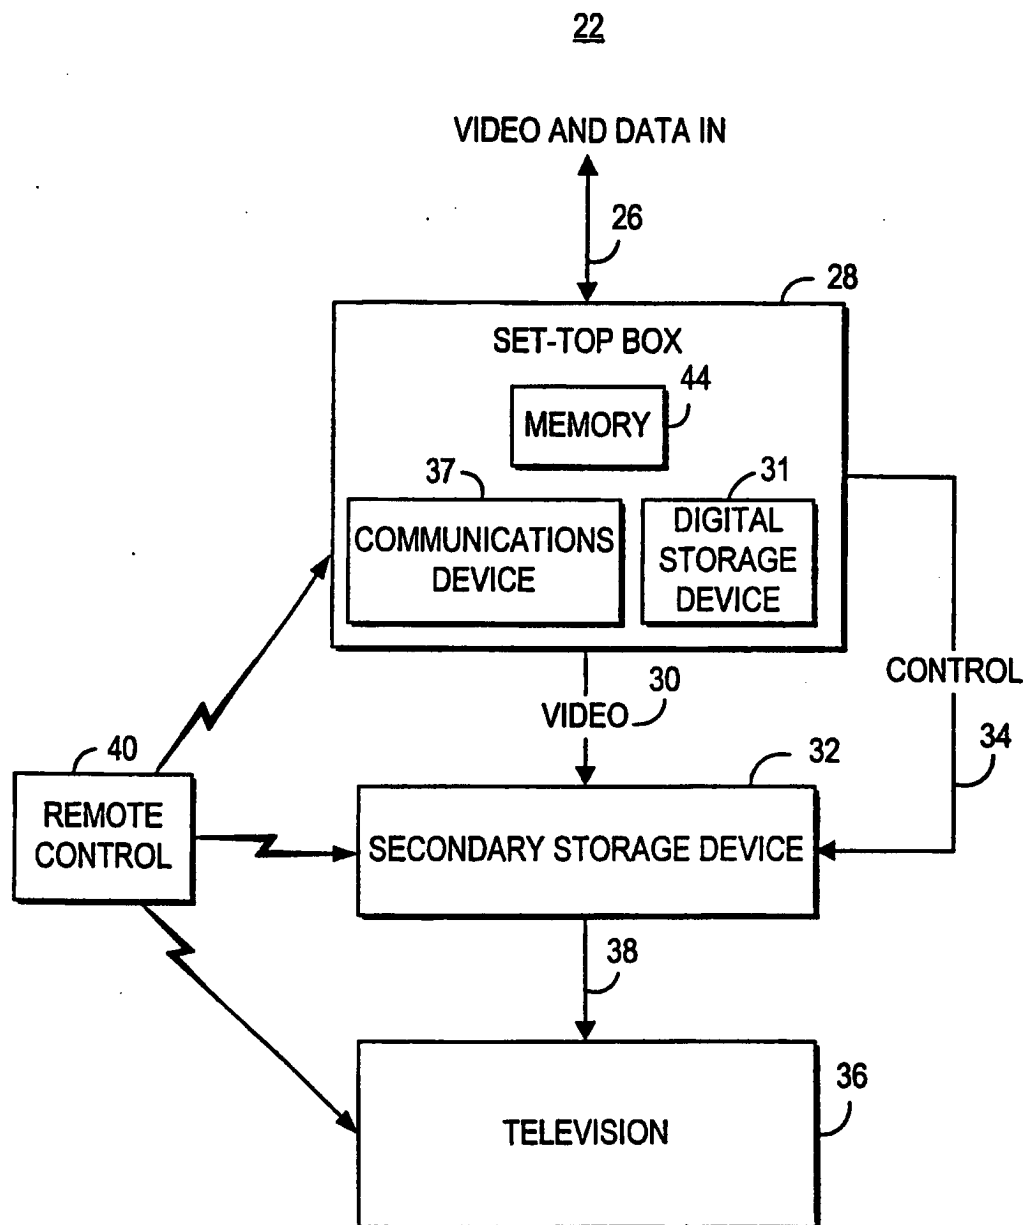 22
VIDEO AND DATA IN
26
28
SET-TOP BOX
44
MEMORY
37
31
COMMUNICATIONS
DEVICE
DIGITAL
STORAGE
DEVICE
CONTROL
34
VIDEO
30
40
REMOTE
CONTROL
32
SECONDARY STORAGE DEVICE
38
36
TELEVISION